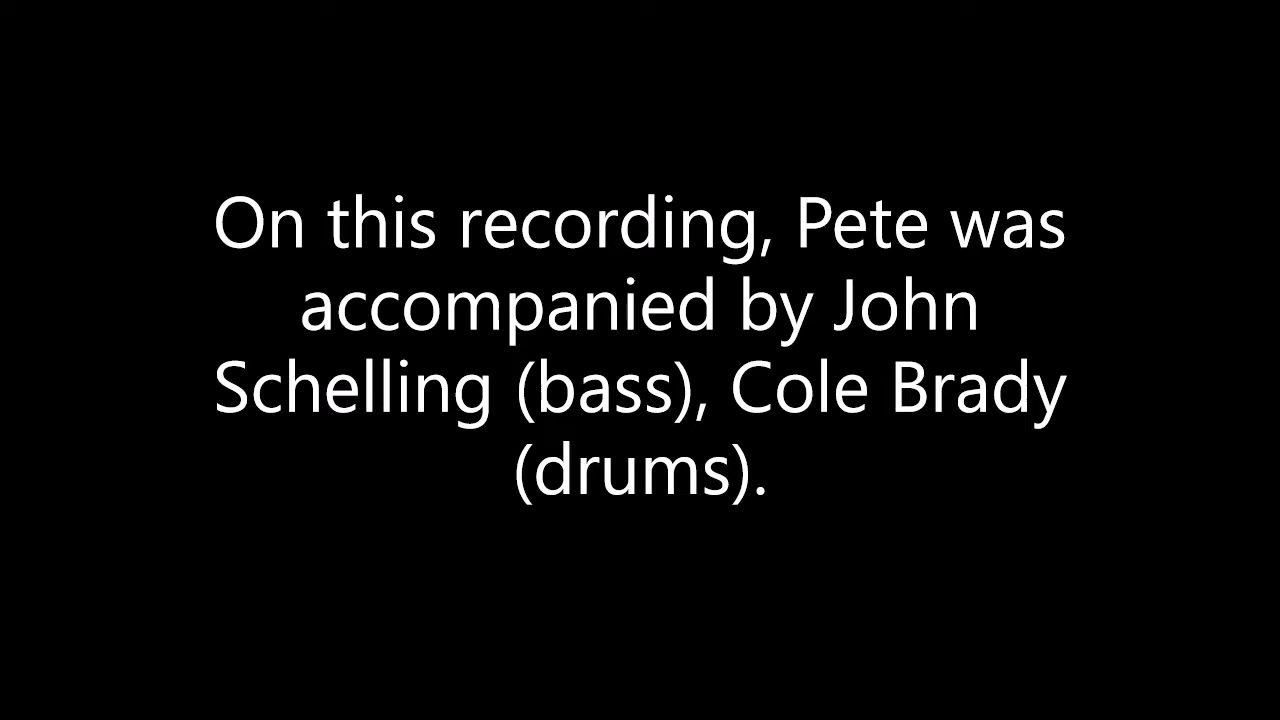 On this recording, Pete was
accompanied by John
Schelling (bass), Cole Brady
(drums).